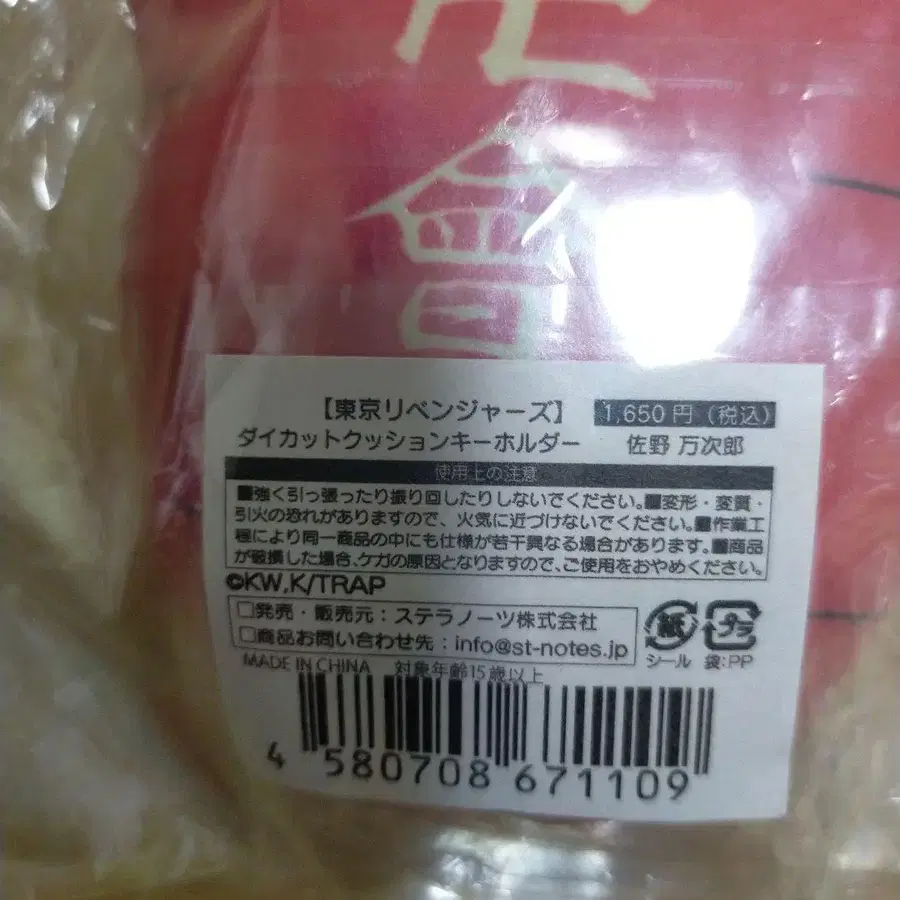 卍
會
【東京リベンジャーズ】 1,650円（税込）
ダイカットクッションキーホルダー 佐野 万次郎
使用上の注意
■強く引っ張ったり振り回したりしないでください。■変形・変質・
引火の恐れがありますので、火気に近づけないでください。■作業工
程により同一商品の中にも仕様が若干異なる場合があります。■商品
が破損した場合、ケガの原因となりますので、ご使用をおやめください。
©KW,K/TRAP
□発売・販売元：ステラノーツ株式会社
□商品お問い合わせ先：info@st-notes.jp
紙 プラ
シール 袋:PP
MADE IN CHINA 対象年齢15歳以上
4 580708 671109